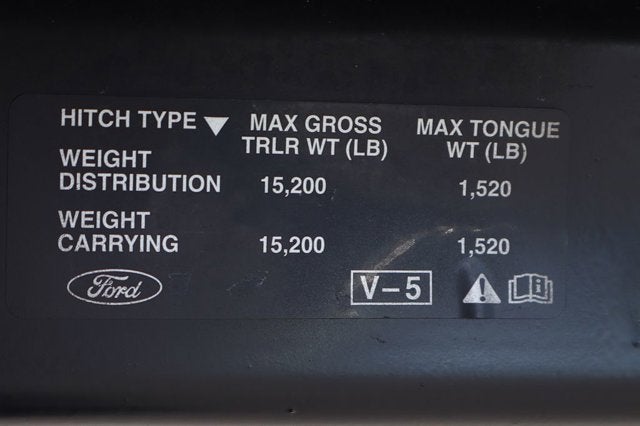 HITCH TYPE MAX GROSS TRLR WT (LB) MAX TONGUE WT (LB)
WEIGHT DISTRIBUTION 15,200 1,520
WEIGHT CARRYING 15,200 1,520
Ford V-5